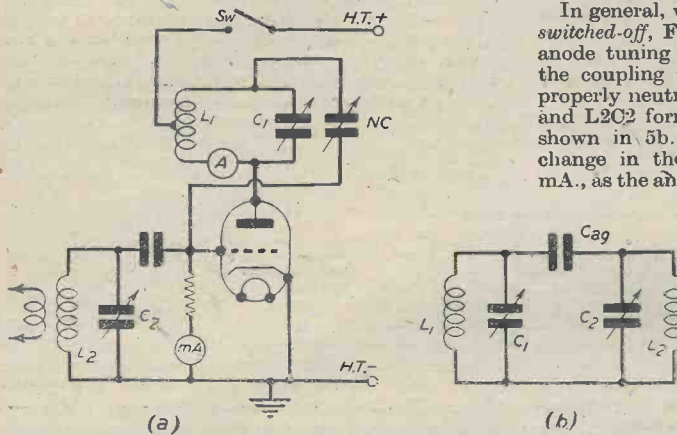 In general, 
switched-off, F
anode tuning
the coupling
properly neutr
and L2C2 for
shown in 5b.
change in the
mA., as the an
Sw
H.T.+
L1
C1
NC
A
C2
L2
mA
H.T.-
(a)
Cag
L1
C1
C2
L2
(b)